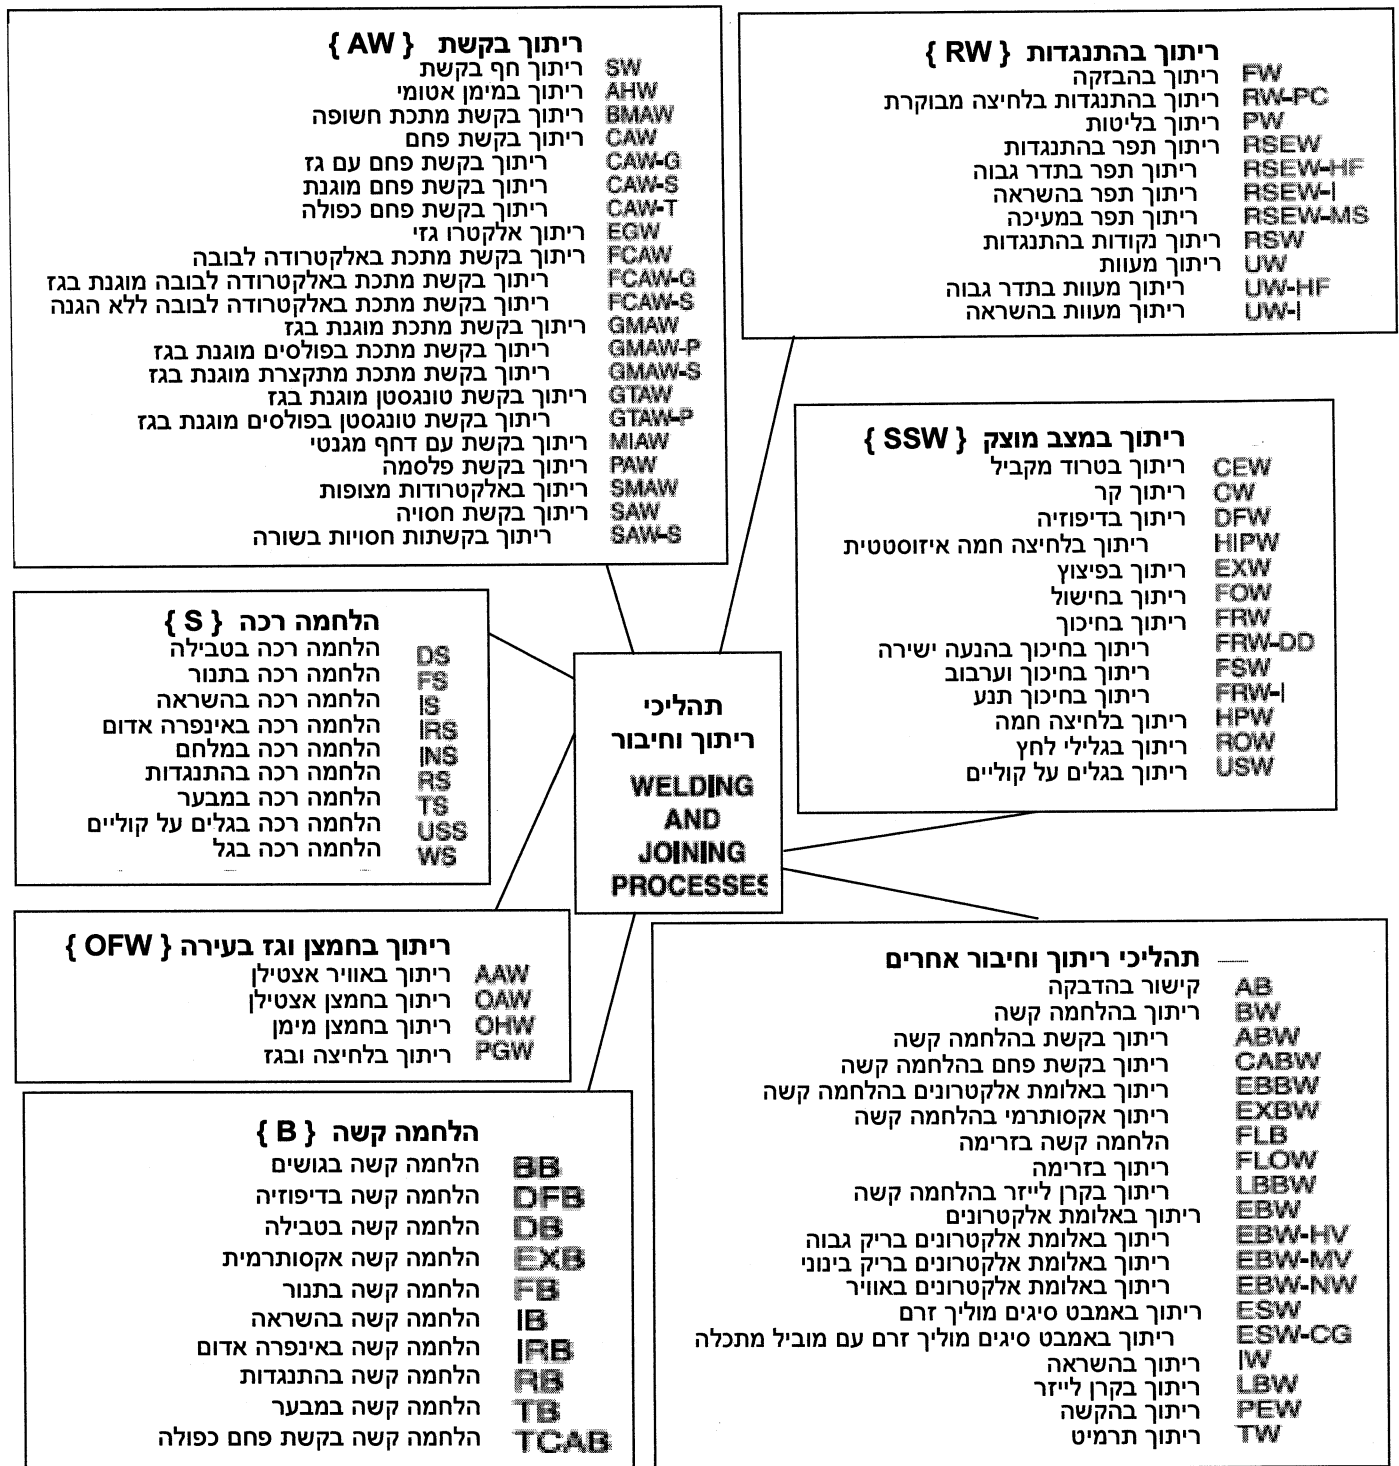 ריתוך בקשת { AW }
SW ריתוך חף בקשת
AHW ריתוך במימן אטומי
BMAW ריתוך בקשת מתכת חשופה
CAW ריתוך בקשת פחם
CAW-G ריתוך בקשת פחם עם גז
CAW-S ריתוך בקשת פחם מוגנת
CAW-T ריתוך בקשת פחם כפולה
EGW ריתוך אלקטרו גזי
FCAW ריתוך בקשת מתכת באלקטרודה לבובה
FCAW-G ריתוך בקשת מתכת באלקטרודה לבובה מוגנת בגז
FCAW-S ריתוך בקשת מתכת באלקטרודה לבובה ללא הגנה
GMAW ריתוך בקשת מתכת מוגנת בגז
GMAW-P ריתוך בקשת מתכת בפולסים מוגנת בגז
GMAW-S ריתוך בקשת מתכת מתקצרת מוגנת בגז
GTAW ריתוך בקשת טונגסטן מוגנת בגז
GTAW-P ריתוך בקשת טונגסטן בפולסים מוגנת בגז
MIAW ריתוך בקשת עם דחף מגנטי
PAW ריתוך בקשת פלסמה
SMAW ריתוך באלקטרודות מצופות
SAW ריתוך בקשת חסויה
SAW-S ריתוך בקשתות חסויות בשורה
ריתוך בהתנגדות { RW }
FW ריתוך בהבזקה
RW-PC ריתוך בהתנגדות בלחיצה מבוקרת
PW ריתוך בליטות
RSEW ריתוך תפר בהתנגדות
RSEW-HF ריתוך תפר בתדר גבוה
RSEW-I ריתוך תפר בהשראה
RSEW-MS ריתוך תפר במעיכה
RSW ריתוך נקודות בהתנגדות
UW ריתוך מעוות
UW-HF ריתוך מעוות בתדר גבוה
UW-I ריתוך מעוות בהשראה
ריתוך במצב מוצק { SSW }
CEW ריתוך בטרוד מקביל
CW ריתוך קר
DFW ריתוך בדיפוזיה
HIPW ריתוך בלחיצה חמה איזוסטטית
EXW ריתוך בפיצוץ
FOW ריתוך בחישול
FRW ריתוך בחיכוך
FRW-DD ריתוך בחיכוך בהנעה ישירה
FSW ריתוך בחיכוך וערבוב
FRW-I ריתוך בחיכוך תנע
HPW ריתוך בלחיצה חמה
ROW ריתוך בגלילי לחץ
USW ריתוך בגלים על קוליים
הלחמה רכה { S }
DS הלחמה רכה בטבילה
FS הלחמה רכה בתנור
IS הלחמה רכה בהשראה
IRS הלחמה רכה באינפרה אדום
INS הלחמה רכה במלחם
RS הלחמה רכה בהתנגדות
TS הלחמה רכה במבער
USS הלחמה רכה בגלים על קוליים
WS הלחמה רכה בגל
תהליכי
ריתוך וחיבור
WELDING
AND
JOINING
PROCESSES
ריתוך בחמצן וגז בעירה { OFW }
AAW ריתוך באוויר אצטילן
OAW ריתוך בחמצן אצטילן
OHW ריתוך בחמצן מימן
PGW ריתוך בלחיצה ובגז
הלחמה קשה { B }
BB הלחמה קשה בגושים
DFB הלחמה קשה בדיפוזיה
DB הלחמה קשה בטבילה
EXB הלחמה קשה אקסותרמית
FB הלחמה קשה בתנור
IB הלחמה קשה בהשראה
IRB הלחמה קשה באינפרה אדום
RB הלחמה קשה בהתנגדות
TB הלחמה קשה במבער
TCAB הלחמה קשה בקשת פחם כפולה
תהליכי ריתוך וחיבור אחרים
AB קישור בהדבקה
BW ריתוך בהלחמה קשה
ABW ריתוך בקשת בהלחמה קשה
CABW ריתוך בקשת פחם בהלחמה קשה
EBBW ריתוך באלומת אלקטרונים בהלחמה קשה
EXBW ריתוך אקסותרמי בהלחמה קשה
FLB הלחמה קשה בזרימה
FLOW ריתוך בזרימה
LBBW ריתוך בקרן לייזר בהלחמה קשה
EBW ריתוך באלומת אלקטרונים
EBW-HV ריתוך באלומת אלקטרונים בריק גבוה
EBW-MV ריתוך באלומת אלקטרונים בריק בינוני
EBW-NW ריתוך באלומת אלקטרונים באוויר
ESW ריתוך באמבט סיגים מוליך זרם
ESW-CG ריתוך באמבט סיגים מוליך זרם עם מוביל מתכלה
IW ריתוך בהשראה
LBW ריתוך בקרן לייזר
PEW ריתוך בהקשה
TW ריתוך תרמיט